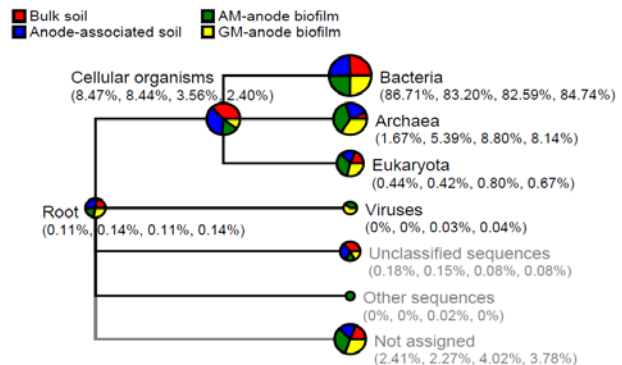 Bulk soil
AM-anode biofilm
Anode-associated soil
GM-anode biofilm
Cellular organisms
(8.47%, 8.44%, 3.56%, 2.40%)
Bacteria
(86.71%, 83.20%, 82.59%, 84.74%)
Archaea
(1.67%, 5.39%, 8.80%, 8.14%)
Eukaryota
(0.44%, 0.42%, 0.80%, 0.67%)
Root
(0.11%, 0.14%, 0.11%, 0.14%)
Viruses
(0%, 0%, 0.03%, 0.04%)
Unclassified sequences
(0.18%, 0.15%, 0.08%, 0.08%)
Other sequences
(0%, 0%, 0.02%, 0%)
Not assigned
(2.41%, 2.27%, 4.02%, 3.78%)